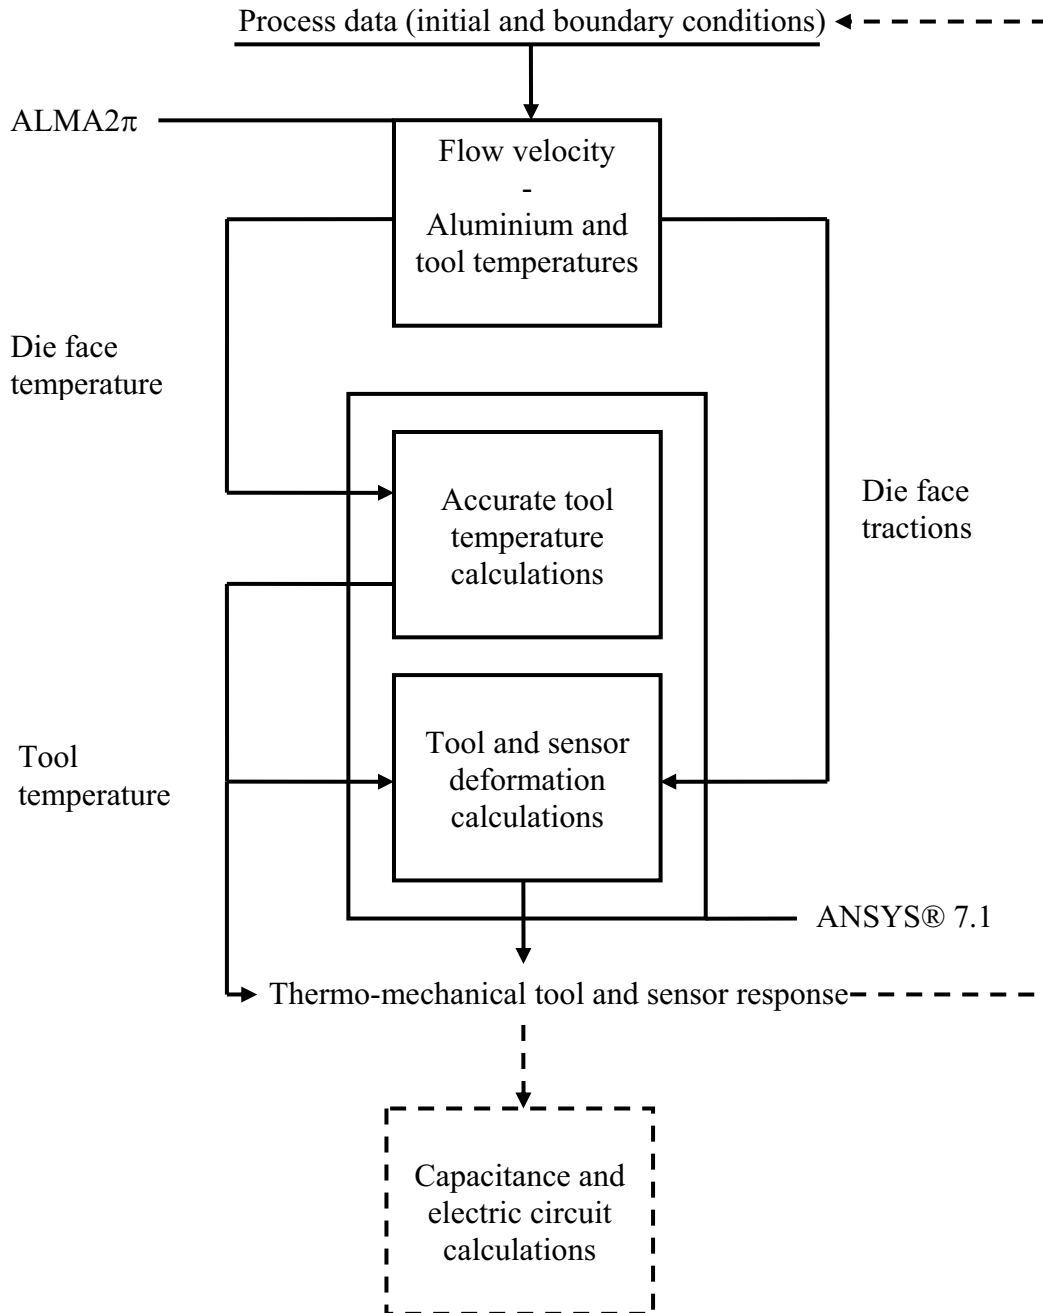 Process data (initial and boundary conditions)
ALMA2π
Flow velocity
-
Aluminium and
tool temperatures
Die face
temperature
Accurate tool
temperature
calculations
Die face
tractions
Tool and sensor
deformation
calculations
Tool
temperature
ANSYS® 7.1
Thermo-mechanical tool and sensor response
Capacitance and
electric circuit
calculations